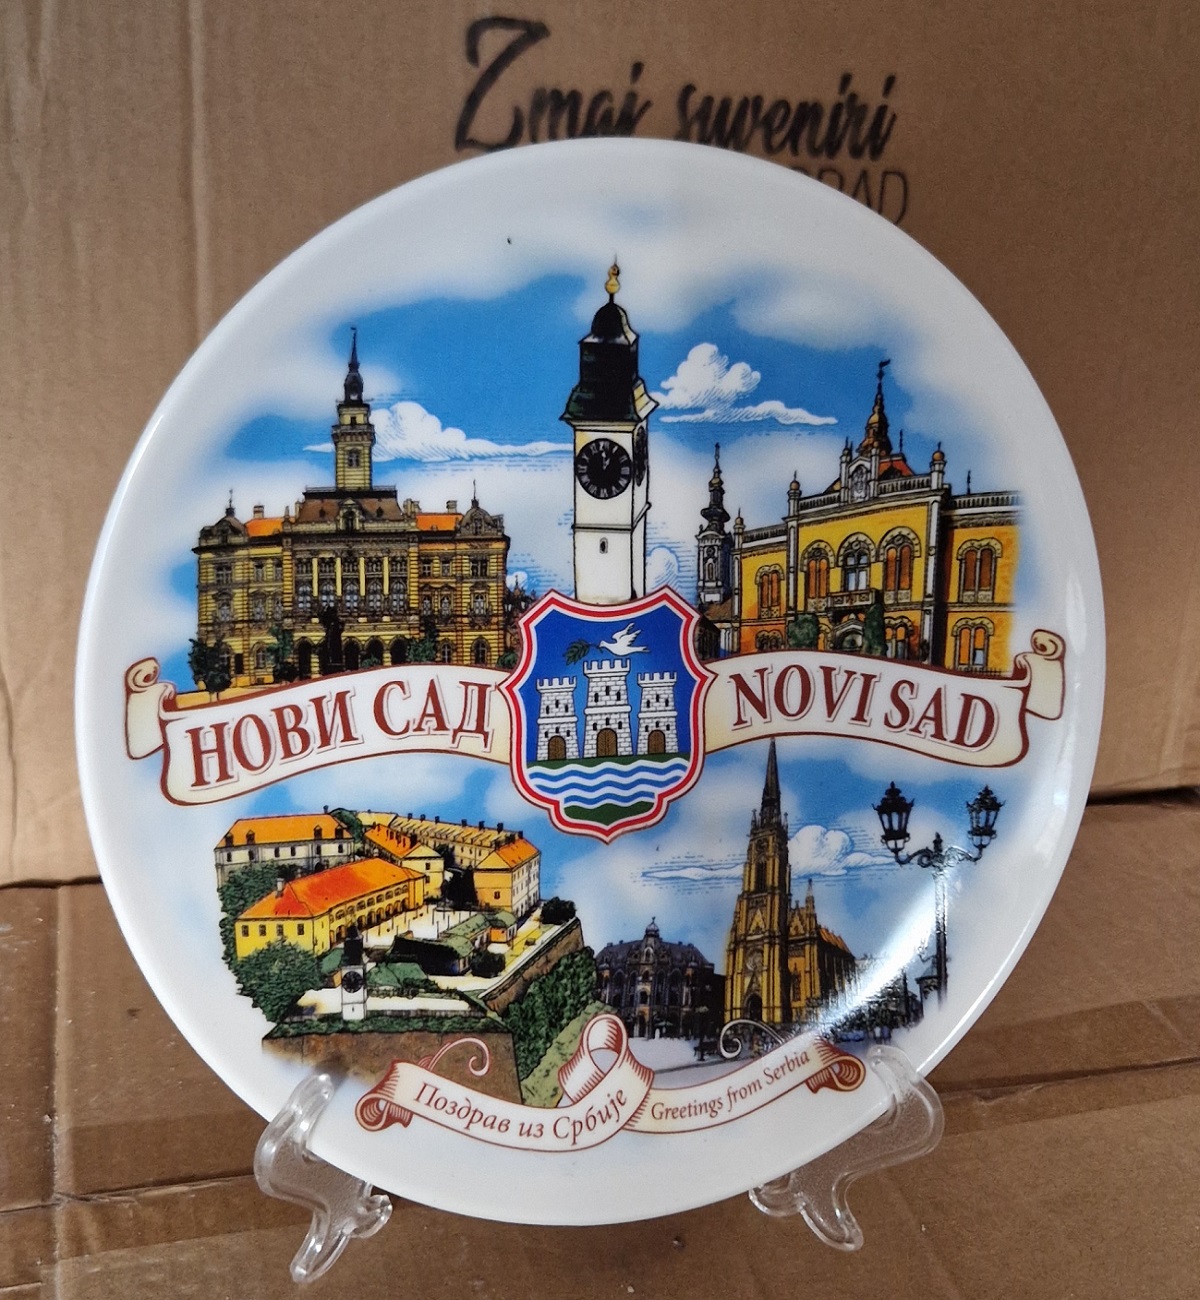 Zmaj suveniri
НОВИ САД
NOVI SAD
Поздрав из Србије
Greetings from Serbia